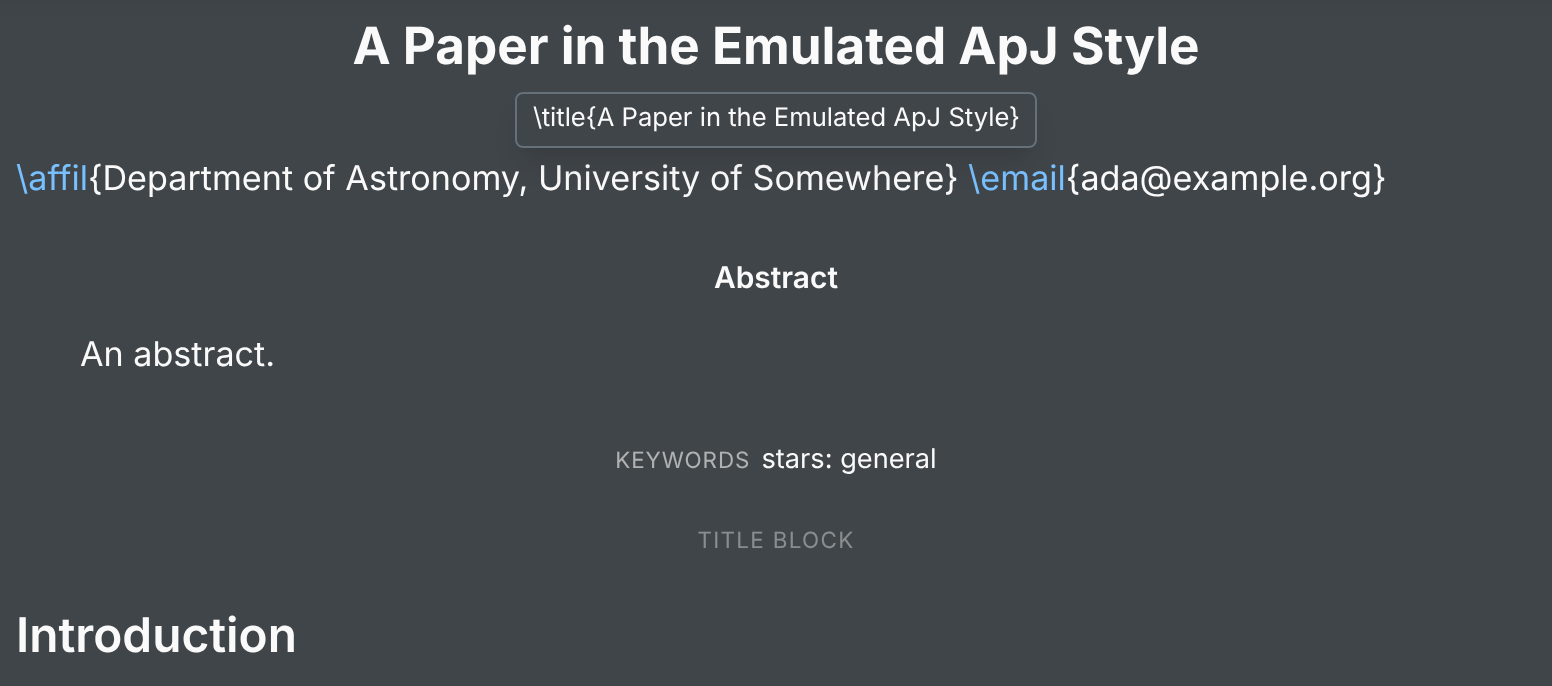 A Paper in the Emulated ApJ Style
\title{A Paper in the Emulated ApJ Style}
\affil{Department of Astronomy, University of Somewhere} \email{ada@example.org}
Abstract
An abstract.
KEYWORDS stars: general
TITLE BLOCK
Introduction